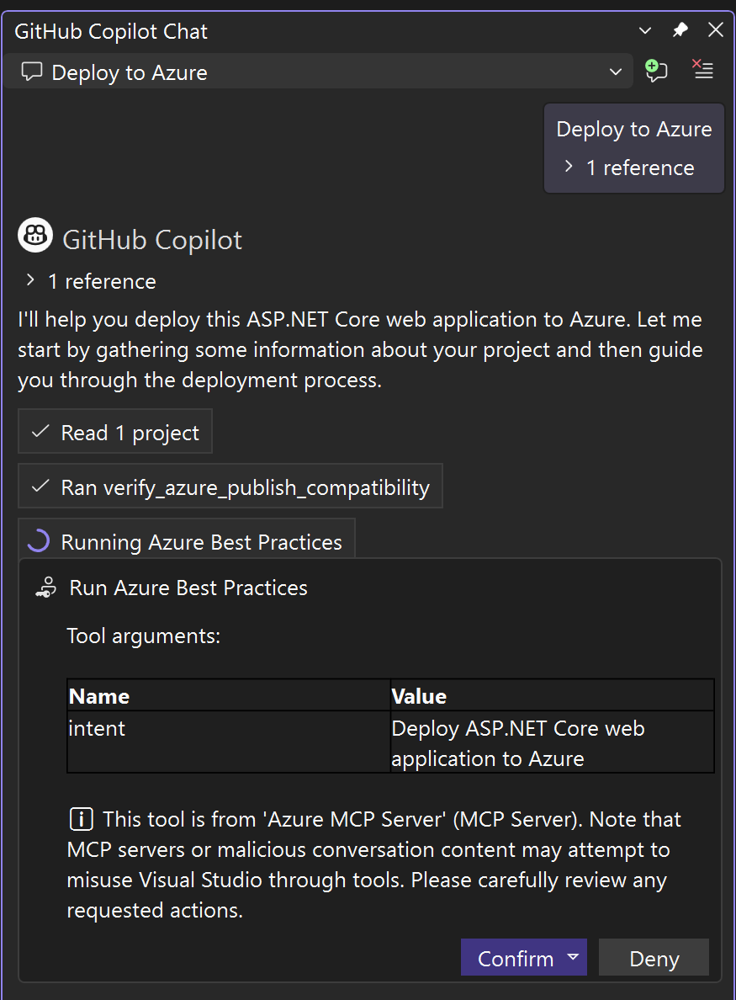 GitHub Copilot Chat
Deploy to Azure
Deploy to Azure
1 reference
GitHub Copilot
1 reference
I'll help you deploy this ASP.NET Core web application to Azure. Let me
start by gathering some information about your project and then guide
you through the deployment process.
Read 1 project
Ran verify_azure_publish_compatibility
Running Azure Best Practices
Run Azure Best Practices
Tool arguments:
Name Value
intent Deploy ASP.NET Core web
application to Azure
This tool is from 'Azure MCP Server' (MCP Server). Note that
MCP servers or malicious conversation content may attempt to
misuse Visual Studio through tools. Please carefully review any
requested actions.
Confirm Deny